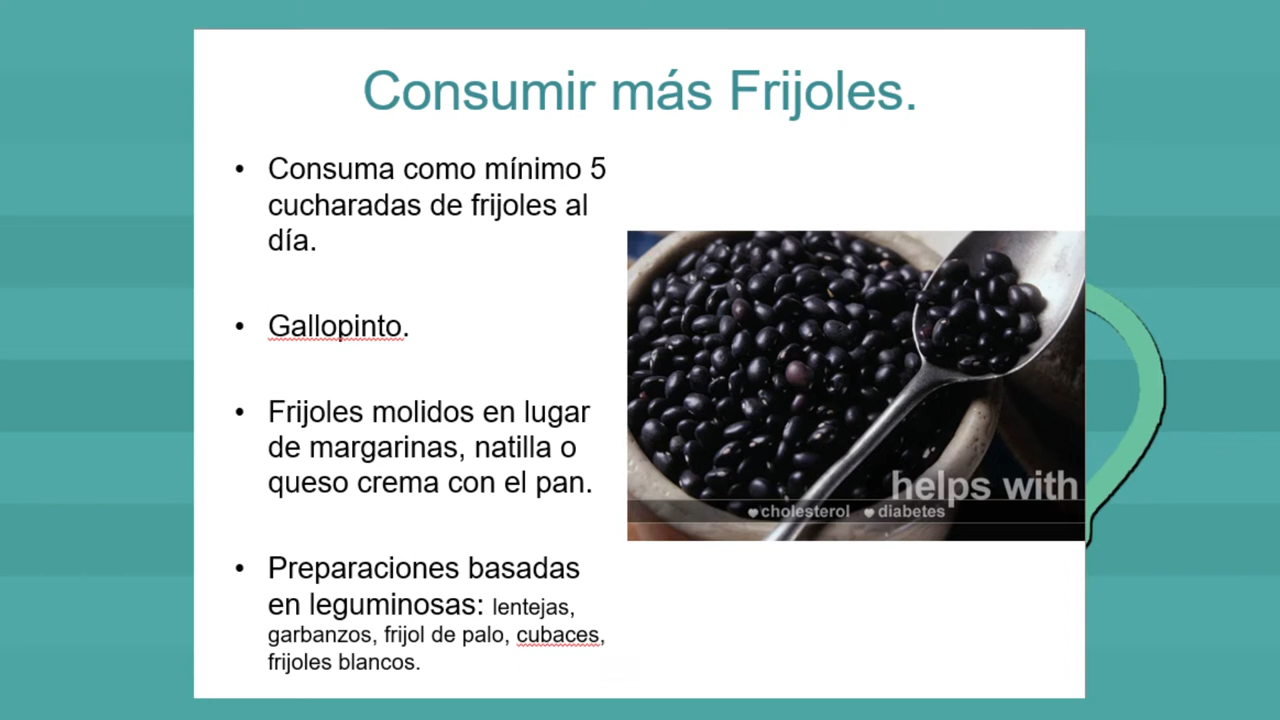 Consumir más Frijoles.
• Consuma como mínimo 5
cucharadas de frijoles al
día.
• Gallopinto.
• Frijoles molidos en lugar
de margarinas, natilla o
queso crema con el pan.
• Preparaciones basadas
en leguminosas: lentejas,
garbanzos, frijol de palo, cubaces,
frijoles blancos.
helps with
cholesterol diabetes